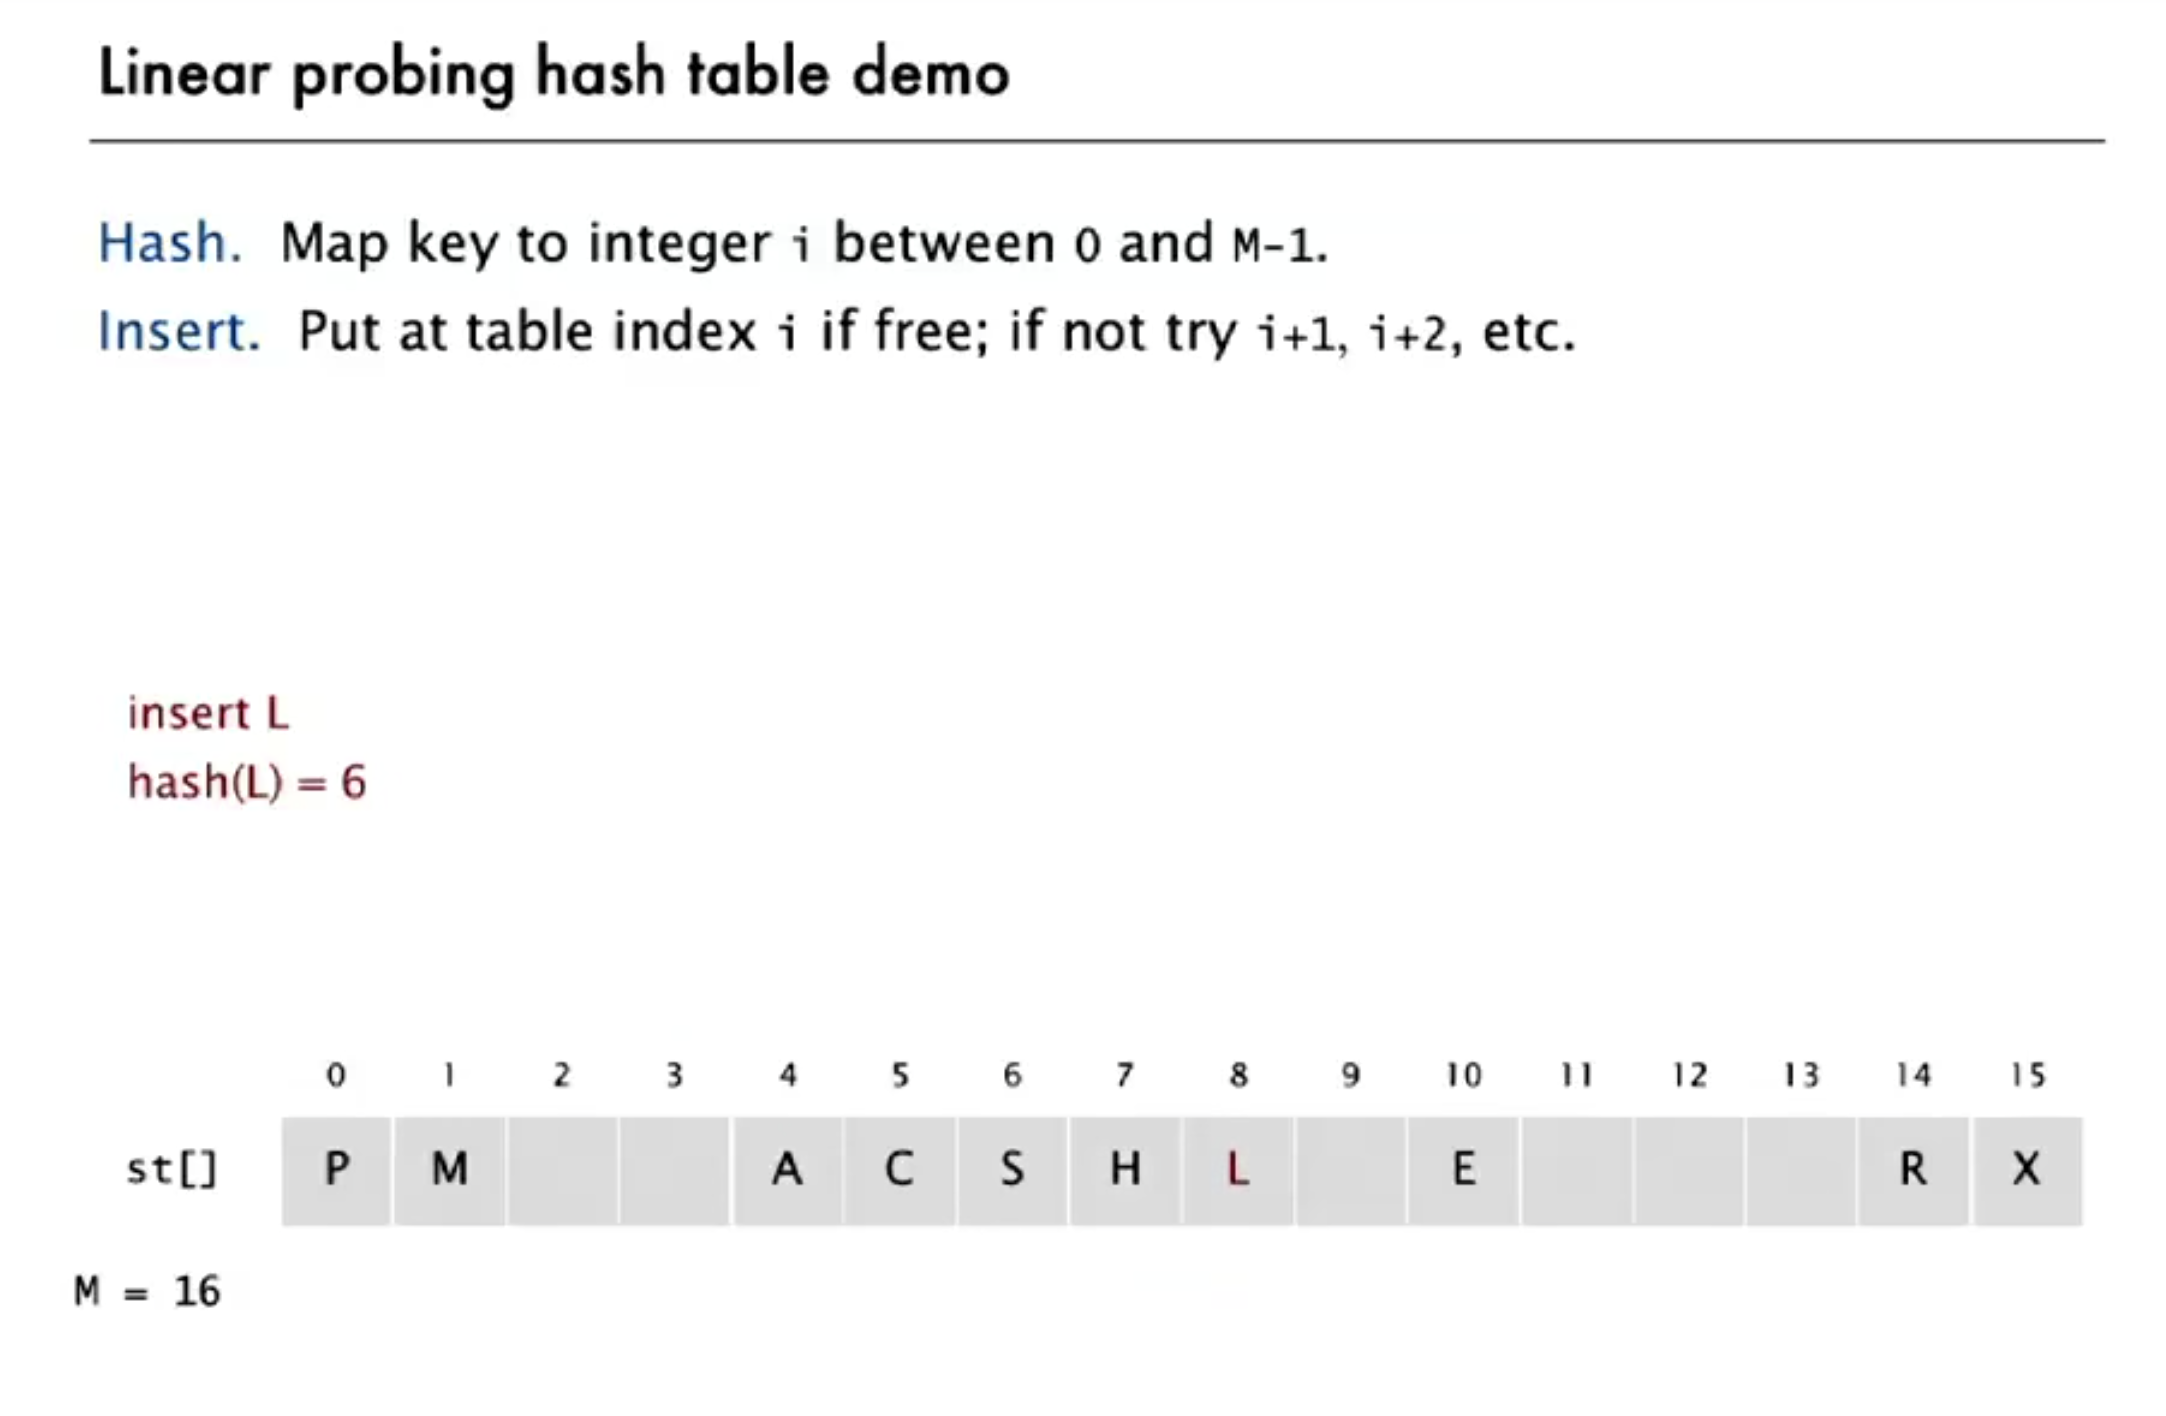 Linear probing hash table demo
Hash. Map key to integer i between 0 and M-1.
Insert. Put at table index i if free; if not try i+1, i+2, etc.
insert L
hash(L) = 6
0 1 2 3 4 5 6 7 8 9 10 11 12 13 14 15
st[] P M A C S H L E R X
M = 16